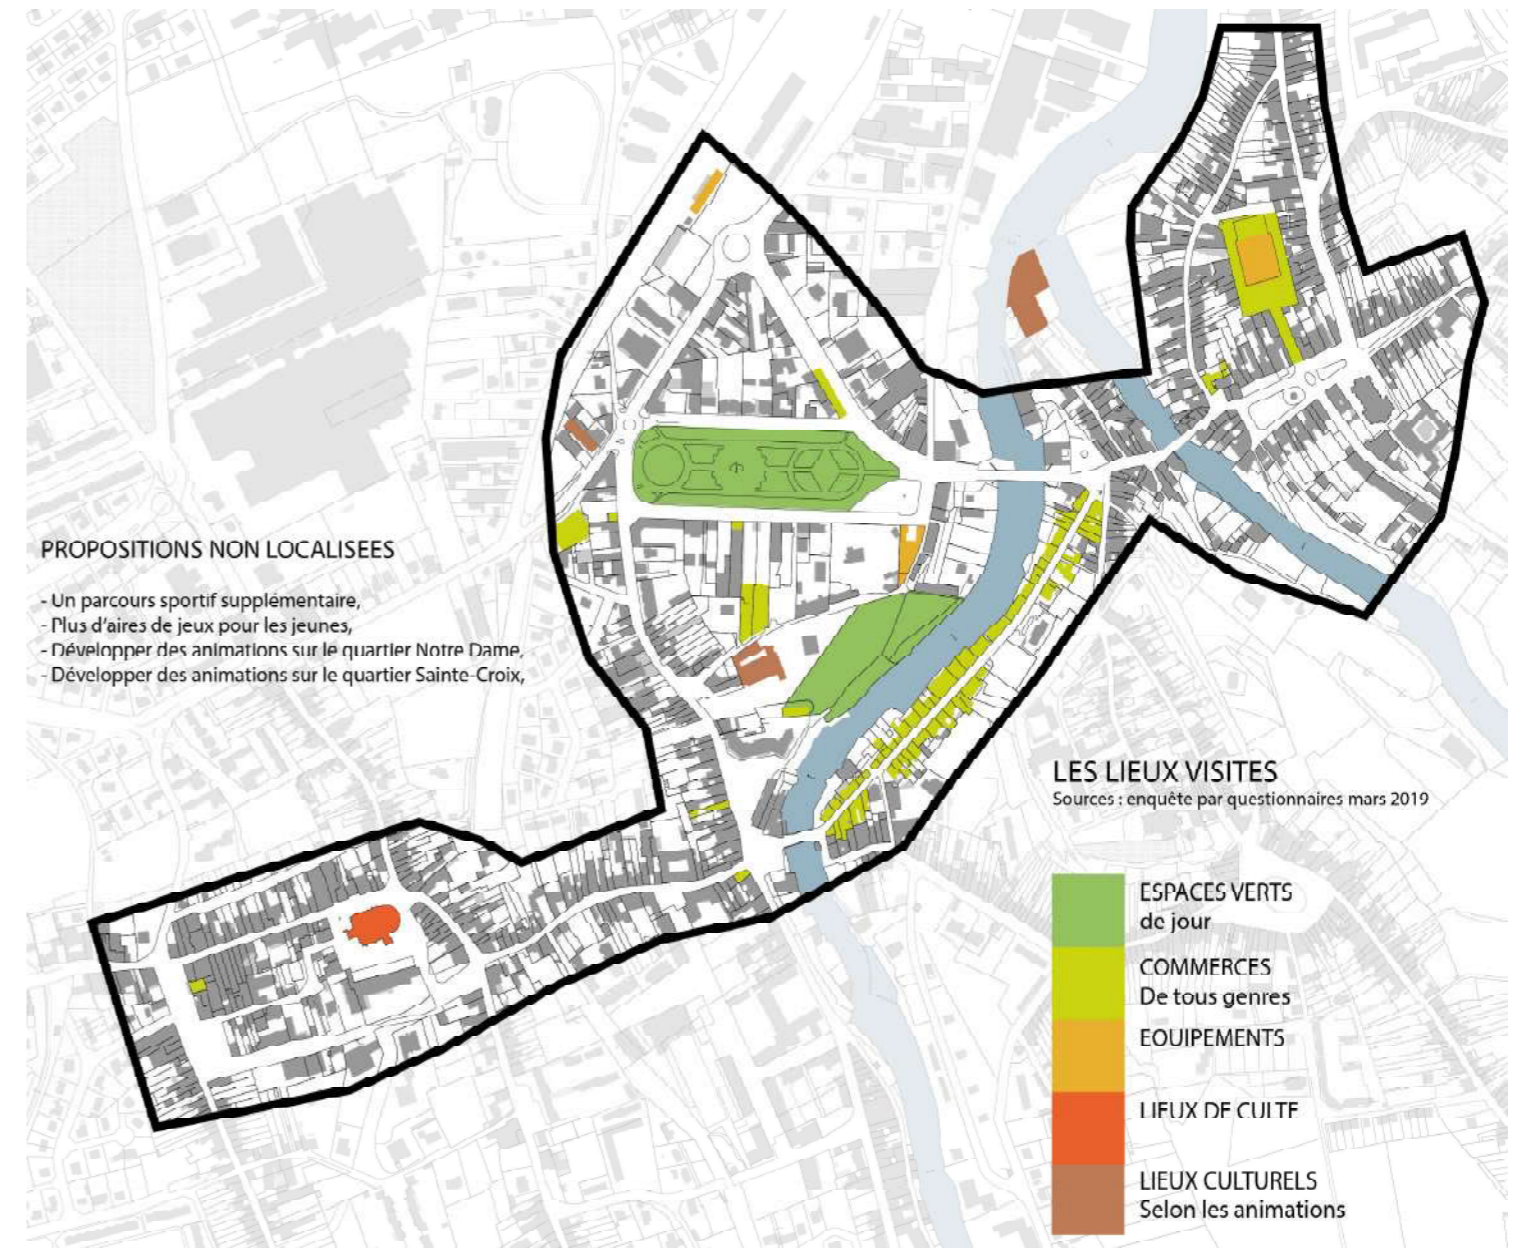 PROPOSITIONS NON LOCALISEES
- Un parcours sportif supplémentaire,
- Plus d'aires de jeux pour les jeunes,
- Développer des animations sur le quartier Notre Dame,
- Développer des animations sur le quartier Sainte-Croix,
LES LIEUX VISITES
Sources : enquête par questionnaires mars 2019
ESPACES VERTS
de jour
COMMERCES
De tous genres
EQUIPEMENTS
LIEUX DE CULTE
LIEUX CULTURELS
Selon les animations